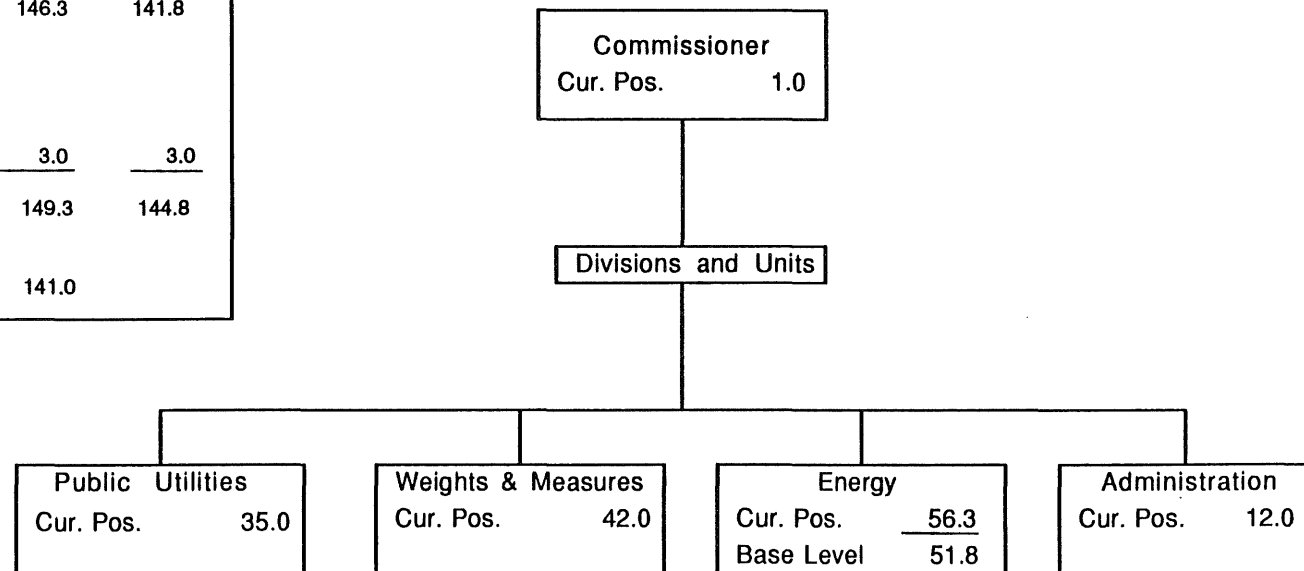 146.3 141.8
3.0 3.0
149.3 144.8
141.0
Commissioner
Cur. Pos. 1.0
Divisions and Units
Public Utilities
Cur. Pos. 35.0
Weights & Measures
Cur. Pos. 42.0
Energy
Cur. Pos. 56.3
Base Level 51.8
Administration
Cur. Pos. 12.0